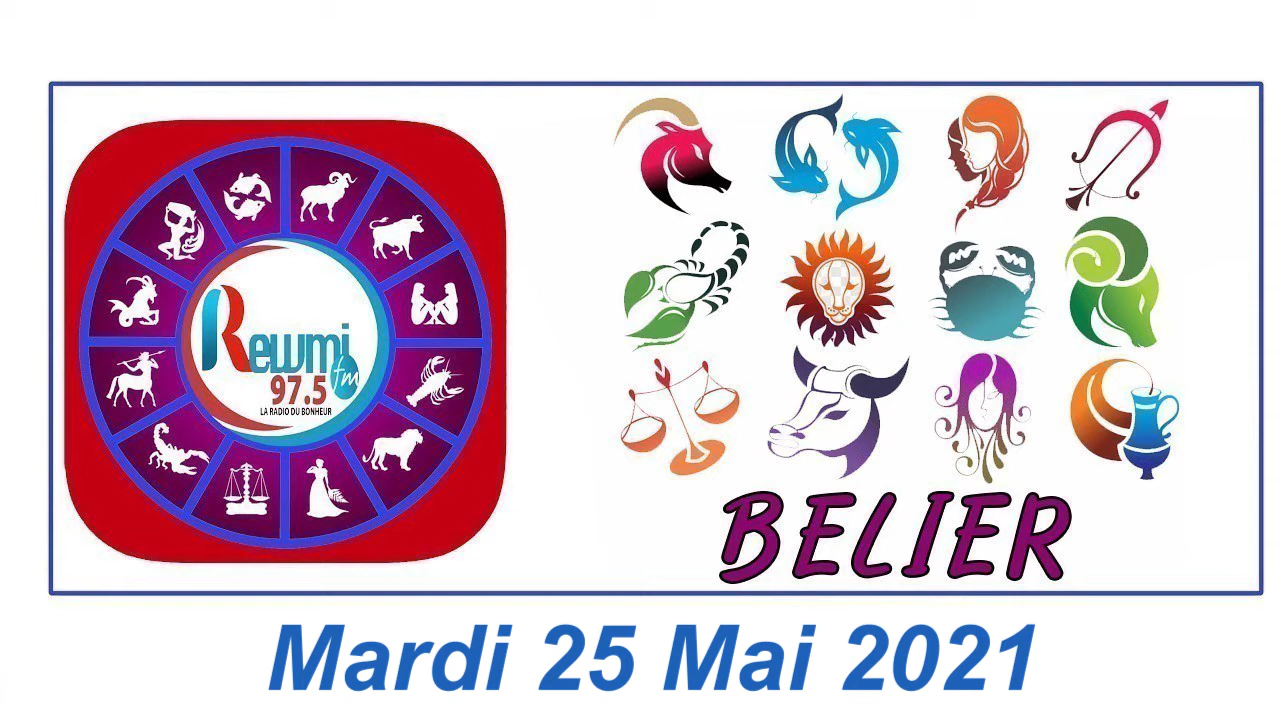 Rewmi
fm
97.5
LA RADIO DU BONHEUR
BELIER
Mardi 25 Mai 2021